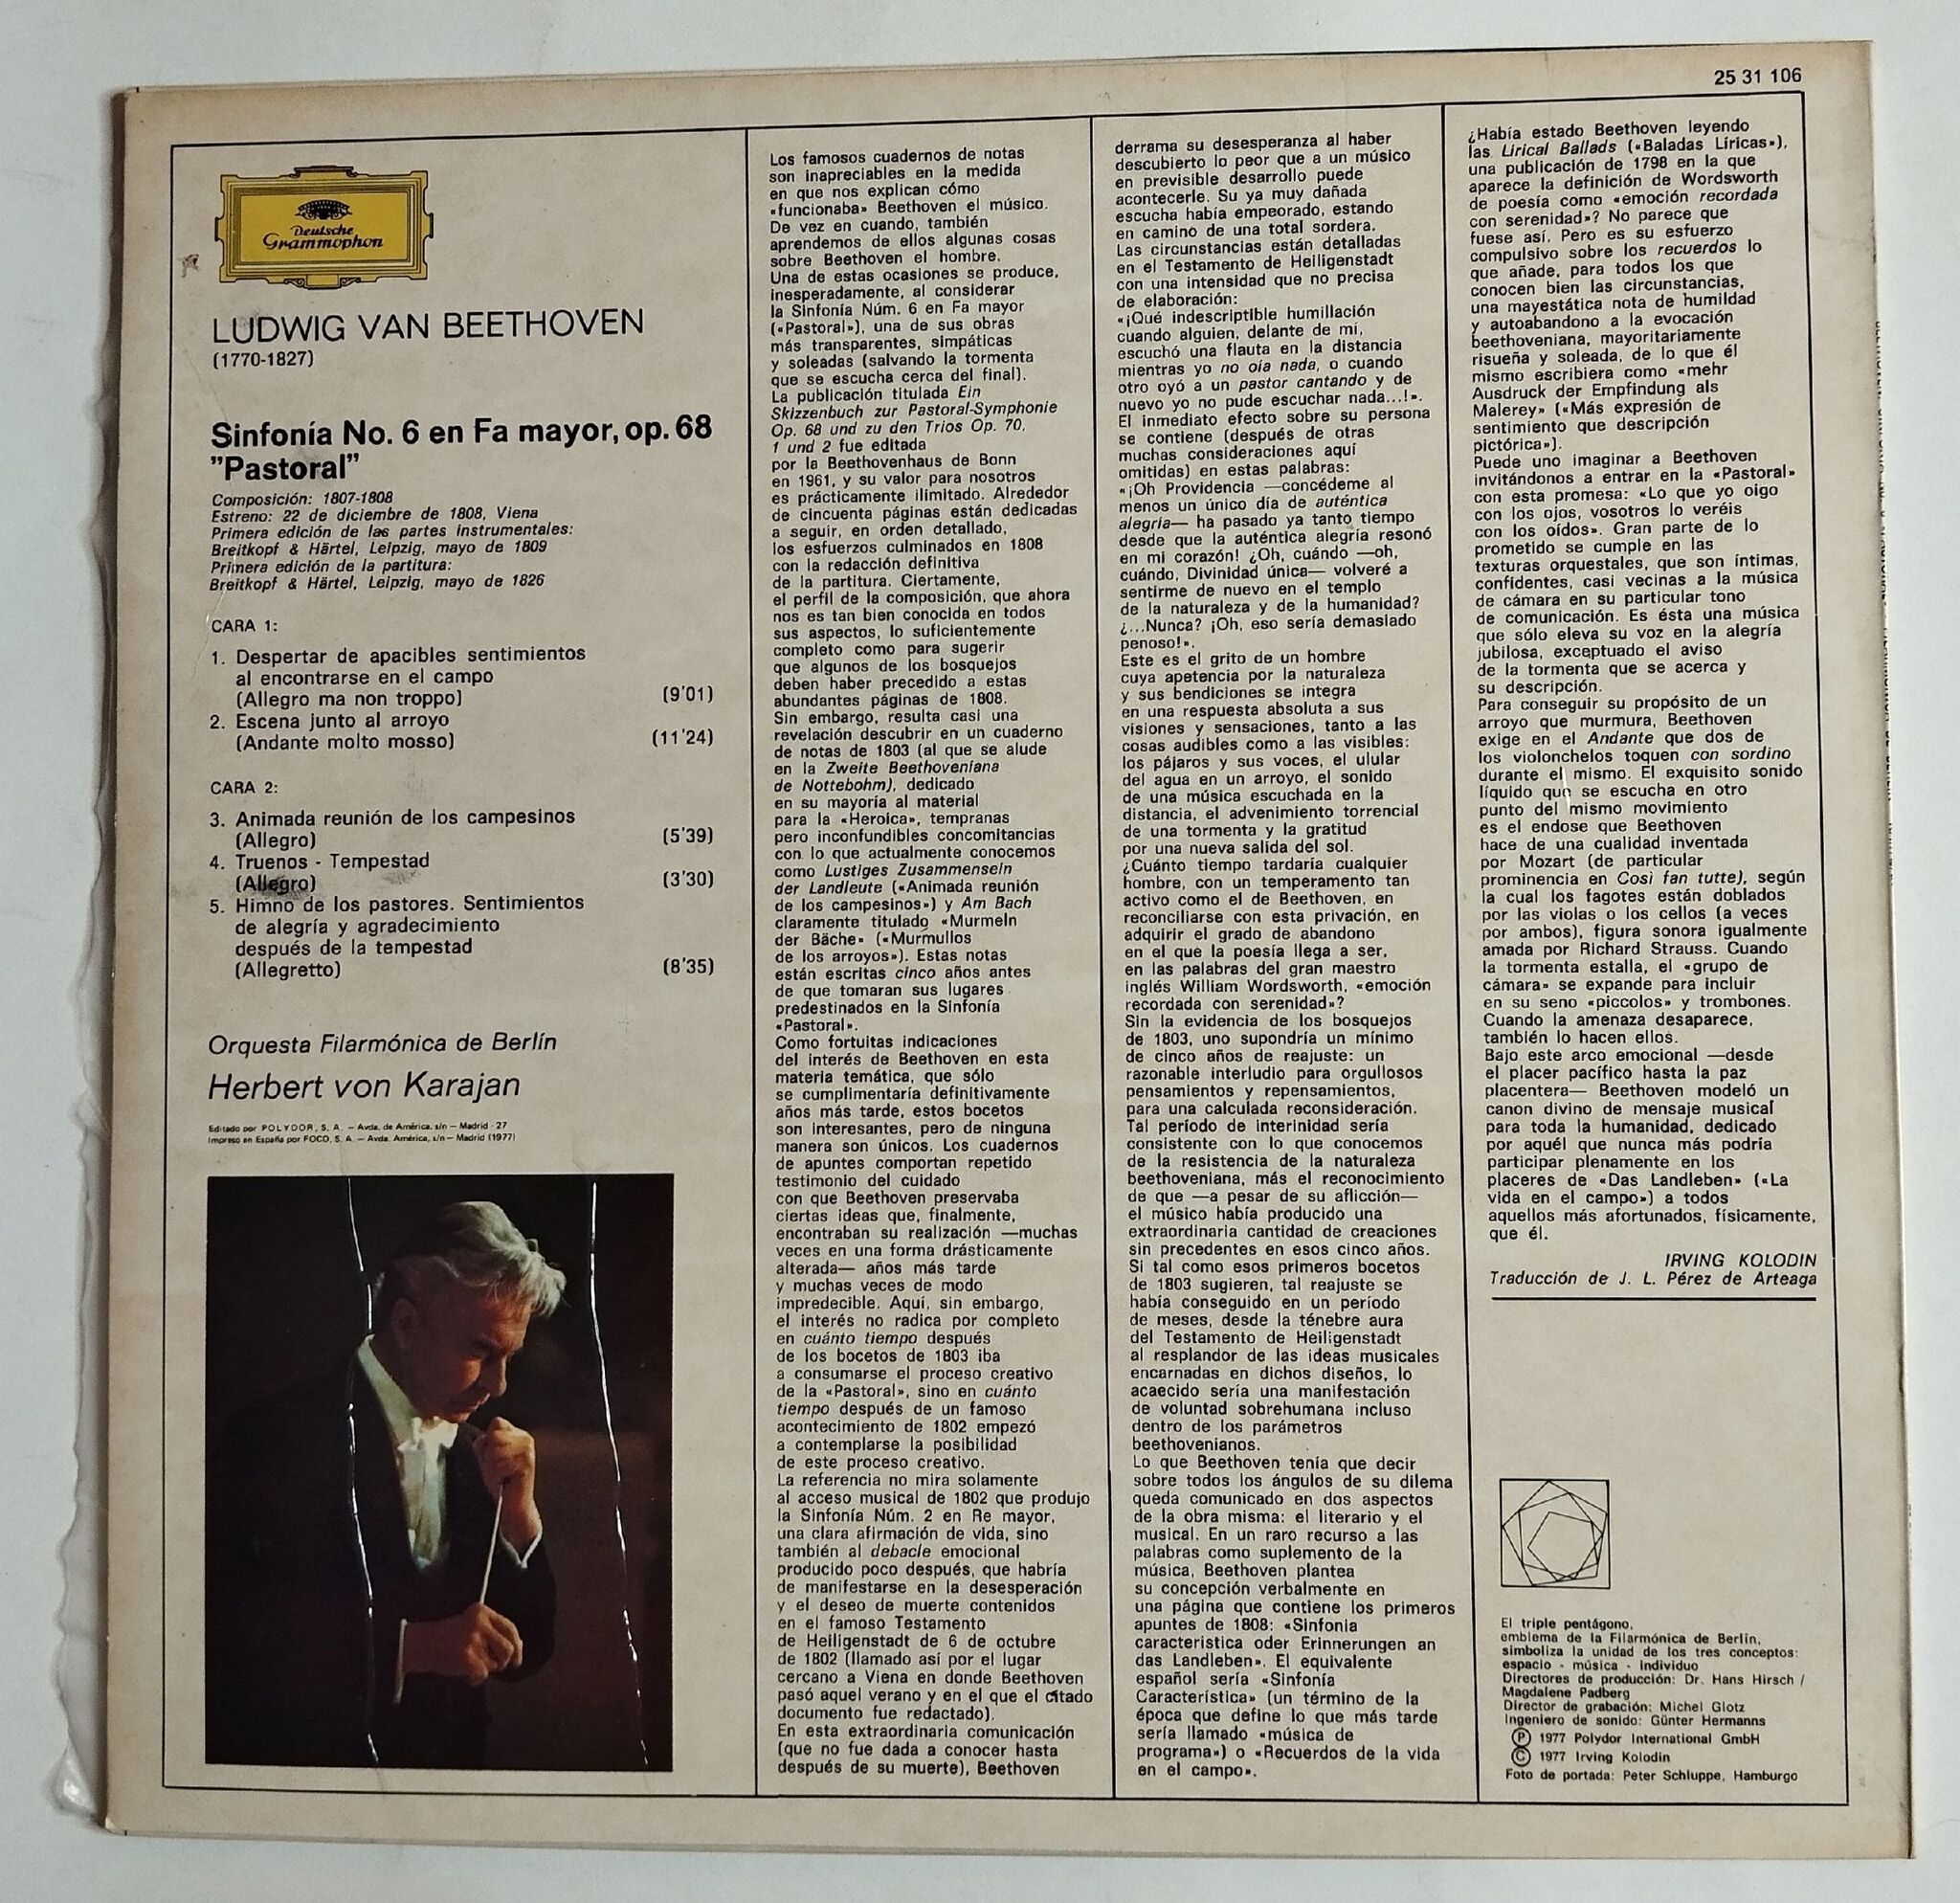 25 31 106
Deutsche
Grammophon
LUDWIG VAN BEETHOVEN
(1770-1827)
Sinfonía No. 6 en Fa mayor, op. 68
"Pastoral"
Composición: 1807-1808
Estreno: 22 de diciembre de 1808, Viena
Primera edición de las partes instrumentales:
Breitkopf & Härtel, Leipzig, mayo de 1809
Primera edición de la partitura:
Breitkopf & Härtel, Leipzig, mayo de 1826
CARA 1:
1. Despertar de apacibles sentimientos
al encontrarse en el campo
(Allegro ma non troppo) (9'01)
2. Escena junto al arroyo
(Andante molto mosso) (11'24)
CARA 2:
3. Animada reunión de los campesinos
(Allegro) (5'39)
4. Truenos - Tempestad
(Allegro) (3'30)
5. Himno de los pastores. Sentimientos
de alegría y agradecimiento
después de la tempestad
(Allegretto) (8'35)
Orquesta Filarmónica de Berlín
Herbert von Karajan
Editado por POLYDOR, S. A. – Avda. de América, s/n – Madrid - 27
Impreso en España por FOCO, S. A. – Avda. América, s/n – Madrid (1977)
Los famosos cuadernos de notas
son inapreciables en la medida
en que nos explican cómo
«funcionaba» Beethoven el músico.
De vez en cuando, también
aprendemos de ellos algunas cosas
sobre Beethoven el hombre.
Una de estas ocasiones se produce,
inesperadamente, al considerar
la Sinfonía Núm. 6 en Fa mayor
(«Pastoral»), una de sus obras
más transparentes, simpáticas
y soleadas (salvando la tormenta
que se escucha cerca del final).
La publicación titulada Ein
Skizzenbuch zur Pastoral-Symphonie
Op. 68 und zu den Trios Op. 70,
1 und 2 fue editada
por la Beethovenhaus de Bonn
en 1961, y su valor para nosotros
es prácticamente ilimitado. Alrededor
de cincuenta páginas están dedicadas
a seguir, en orden detallado,
los esfuerzos culminados en 1808
con la redacción definitiva
de la partitura. Ciertamente,
el perfil de la composición, que ahora
nos es tan bien conocida en todos
sus aspectos, lo suficientemente
completo como para sugerir
que algunos de los bosquejos
deben haber precedido a estas
abundantes páginas de 1808.
Sin embargo, resulta casi una
revelación descubrir en un cuaderno
de notas de 1803 (al que se alude
en la Zweite Beethoveniana
de Nottebohm), dedicado
en su mayoría al material
para la «Heroica», tempranas
pero inconfundibles concomitancias
con lo que actualmente conocemos
como Lustiges Zusammensein
der Landleute («Animada reunión
de los campesinos») y Am Bach
claramente titulado «Murmeln
der Bäche» («Murmullos
de los arroyos»). Estas notas
están escritas cinco años antes
de que tomaran sus lugares
predestinados en la Sinfonía
«Pastoral».
Como fortuitas indicaciones
del interés de Beethoven en esta
materia temática, que sólo
se cumplimentaría definitivamente
años más tarde, estos bocetos
son interesantes, pero de ninguna
manera son únicos. Los cuadernos
de apuntes comportan repetido
testimonio del cuidado
con que Beethoven preservaba
ciertas ideas que, finalmente,
encontraban su realización —muchas
veces en una forma drásticamente
alterada— años más tarde
y muchas veces de modo
impredecible. Aquí, sin embargo,
el interés no radica por completo
en cuánto tiempo después
de los bocetos de 1803 iba
a consumarse el proceso creativo
de la «Pastoral», sino en cuánto
tiempo después de un famoso
acontecimiento de 1802 empezó
a contemplarse la posibilidad
de este proceso creativo.
La referencia no mira solamente
al acceso musical de 1802 que produjo
la Sinfonía Núm. 2 en Re mayor,
una clara afirmación de vida, sino
también al debacle emocional
producido poco después, que habría
de manifestarse en la desesperación
y el deseo de muerte contenidos
en el famoso Testamento
de Heiligenstadt de 6 de octubre
de 1802 (llamado así por el lugar
cercano a Viena en donde Beethoven
pasó aquel verano y en el que el citado
documento fue redactado).
En esta extraordinaria comunicación
(que no fue dada a conocer hasta
después de su muerte), Beethoven
derrama su desesperanza al haber
descubierto lo peor que a un músico
en previsible desarrollo puede
acontecerle. Su ya muy dañada
escucha había empeorado, estando
en camino de una total sordera.
Las circunstancias están detalladas
en el Testamento de Heiligenstadt
con una intensidad que no precisa
de elaboración:
«¡Qué indescriptible humillación
cuando alguien, delante de mí,
escuchó una flauta en la distancia
mientras yo no oía nada, o cuando
otro oyó a un pastor cantando y de
nuevo yo no pude escuchar nada...!».
El inmediato efecto sobre su persona
se contiene (después de otras
muchas consideraciones aquí
omitidas) en estas palabras:
«¡Oh Providencia —concédeme al
menos un único día de auténtica
alegría— ha pasado ya tanto tiempo
desde que la auténtica alegría resonó
en mi corazón! ¿Oh, cuándo —oh,
cuándo, Divinidad única— volveré a
sentirme de nuevo en el templo
de la naturaleza y de la humanidad?
¿...Nunca? ¡Oh, eso sería demasiado
penoso!».
Este es el grito de un hombre
cuya apetencia por la naturaleza
y sus bendiciones se integra
en una respuesta absoluta a sus
visiones y sensaciones, tanto a las
cosas audibles como a las visibles:
los pájaros y sus voces, el ulular
del agua en un arroyo, el sonido
de una música escuchada en la
distancia, el advenimiento torrencial
de una tormenta y la gratitud
por una nueva salida del sol.
¿Cuánto tiempo tardaría cualquier
hombre, con un temperamento tan
activo como el de Beethoven, en
reconciliarse con esta privación, en
adquirir el grado de abandono
en el que la poesía llega a ser,
en las palabras del gran maestro
inglés William Wordsworth, «emoción
recordada con serenidad»?
Sin la evidencia de los bosquejos
de 1803, uno supondría un mínimo
de cinco años de reajuste: un
razonable interludio para orgullosos
pensamientos y repensamientos,
para una calculada reconsideración.
Tal período de interinidad sería
consistente con lo que conocemos
de la resistencia de la naturaleza
beethoveniana, más el reconocimiento
de que —a pesar de su aflicción—
el músico había producido una
extraordinaria cantidad de creaciones
sin precedentes en esos cinco años.
Si tal como esos primeros bocetos
de 1803 sugieren, tal reajuste se
había conseguido en un período
de meses, desde la ténebre aura
del Testamento de Heiligenstadt
al resplandor de las ideas musicales
encarnadas en dichos diseños, lo
acaecido sería una manifestación
de voluntad sobrehumana incluso
dentro de los parámetros
beethovenianos.
Lo que Beethoven tenía que decir
sobre todos los ángulos de su dilema
queda comunicado en dos aspectos
de la obra misma: el literario y el
musical. En un raro recurso a las
palabras como suplemento de la
música, Beethoven plantea
su concepción verbalmente en
una página que contiene los primeros
apuntes de 1808: «Sinfonia
caracteristica oder Erinnerungen an
das Landleben». El equivalente
español sería «Sinfonía
Característica» (un término de la
época que define lo que más tarde
sería llamado «música de
programa») o «Recuerdos de la vida
en el campo».
¿Había estado Beethoven leyendo
las Lirical Ballads («Baladas Líricas»),
una publicación de 1798 en la que
aparece la definición de Wordsworth
de poesía como «emoción recordada
con serenidad»? No parece que
fuese así. Pero es su esfuerzo
compulsivo sobre los recuerdos lo
que añade, para todos los que
conocen bien las circunstancias,
una mayestática nota de humildad
y autoabandono a la evocación
beethoveniana, mayoritariamente
risueña y soleada, de lo que él
mismo escribiera como «mehr
Ausdruck der Empfindung als
Malerey» («Más expresión de
sentimiento que descripción
pictórica»).
Puede uno imaginar a Beethoven
invitándonos a entrar en la «Pastoral»
con esta promesa: «Lo que yo oigo
con los ojos, vosotros lo veréis
con los oídos». Gran parte de lo
prometido se cumple en las
texturas orquestales, que son íntimas,
confidentes, casi vecinas a la música
de cámara en su particular tono
de comunicación. Es ésta una música
que sólo eleva su voz en la alegría
jubilosa, exceptuado el aviso
de la tormenta que se acerca y
su descripción.
Para conseguir su propósito de un
arroyo que murmura, Beethoven
exige en el Andante que dos de
los violonchelos toquen con sordino
durante el mismo. El exquisito sonido
líquido que se escucha en otro
punto del mismo movimiento
es el endose que Beethoven
hace de una cualidad inventada
por Mozart (de particular
prominencia en Così fan tutte), según
la cual los fagotes están doblados
por las violas o los cellos (a veces
por ambos), figura sonora igualmente
amada por Richard Strauss. Cuando
la tormenta estalla, el «grupo de
cámara» se expande para incluir
en su seno «piccolos» y trombones.
Cuando la amenaza desaparece,
también lo hacen ellos.
Bajo este arco emocional —desde
el placer pacífico hasta la paz
placentera— Beethoven modeló un
canon divino de mensaje musical
para toda la humanidad, dedicado
por aquél que nunca más podría
participar plenamente en los
placeres de «Das Landleben» («La
vida en el campo») a todos
aquellos más afortunados, físicamente,
que él.
IRVING KOLODIN
Traducción de J. L. Pérez de Arteaga
El triple pentágono,
emblema de la Filarmónica de Berlín,
simboliza la unidad de los tres conceptos:
espacio - música - individuo
Directores de producción: Dr. Hans Hirsch /
Magdalene Padberg
Director de grabación: Michel Glotz
Ingeniero de sonido: Günter Hermanns
Ⓟ 1977 Polydor International GmbH
© 1977 Irving Kolodin
Foto de portada: Peter Schluppe, Hamburgo